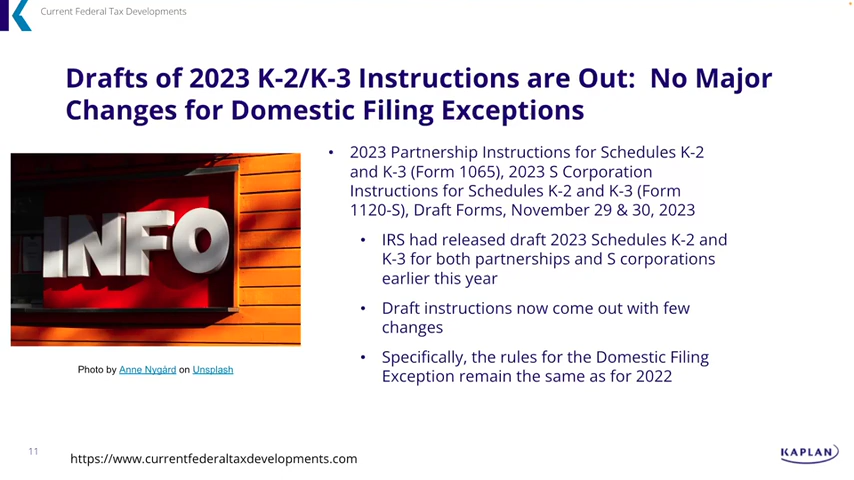 Current Federal Tax Developments
Drafts of 2023 K-2/K-3 Instructions are Out:  No Major
Changes for Domestic Filing Exceptions
INFO
Photo by Anne Nygård on Unsplash
• 2023 Partnership Instructions for Schedules K-2
and K-3 (Form 1065), 2023 S Corporation
Instructions for Schedules K-2 and K-3 (Form
1120-S), Draft Forms, November 29 & 30, 2023
• IRS had released draft 2023 Schedules K-2 and
K-3 for both partnerships and S corporations
earlier this year
• Draft instructions now come out with few
changes
• Specifically, the rules for the Domestic Filing
Exception remain the same as for 2022
11
https://www.currentfederaltaxdevelopments.com
KAPLAN